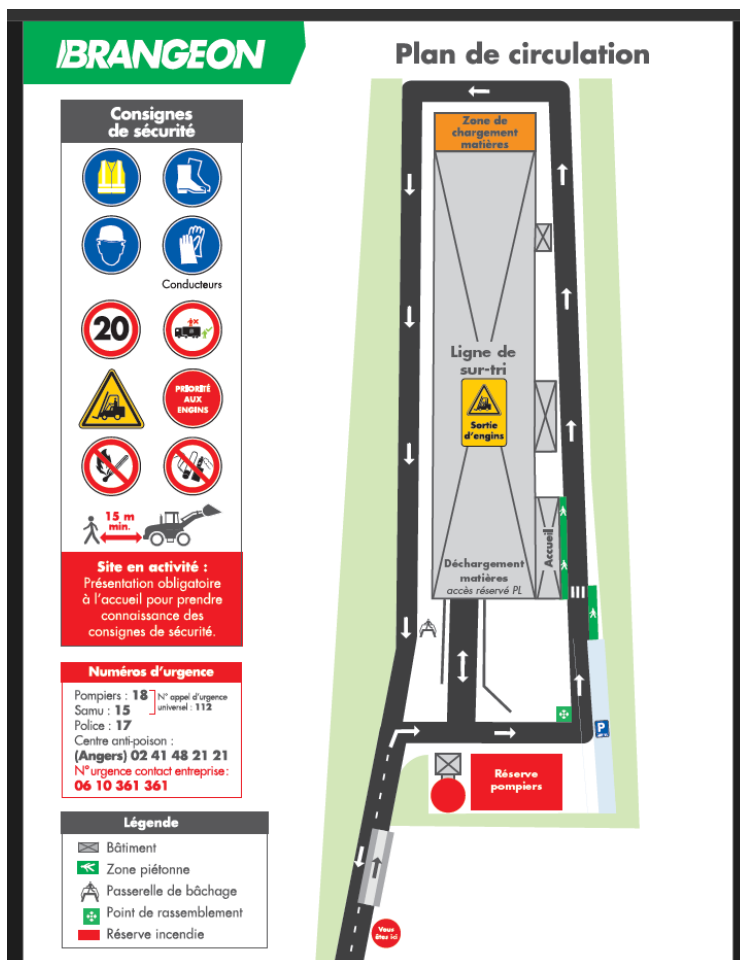 BRANGEON
Plan de circulation
Consignes
de sécurité
Conducteurs
20
PRIORITÉ
AUX
ENGINS
15 m
min.
Site en activité :
Présentation obligatoire
à l'accueil pour prendre
connaissance des
consignes de sécurité.
Numéros d'urgence
Pompiers : 18
Samu : 15
N° appel d'urgence
universel : 112
Police : 17
Centre anti-poison :
(Angers) 02 41 48 21 21
N° urgence contact entreprise :
06 10 361 361
Légende
Bâtiment
Zone piétonne
Passerelle de bâchage
Point de rassemblement
Réserve incendie
Zone de
chargement
matières
Ligne de
sur-tri
Sortie
d'engins
Accueil
Déchargement
matières
accès réservé PL
P
Réserve
pompiers
Vous
êtes ici